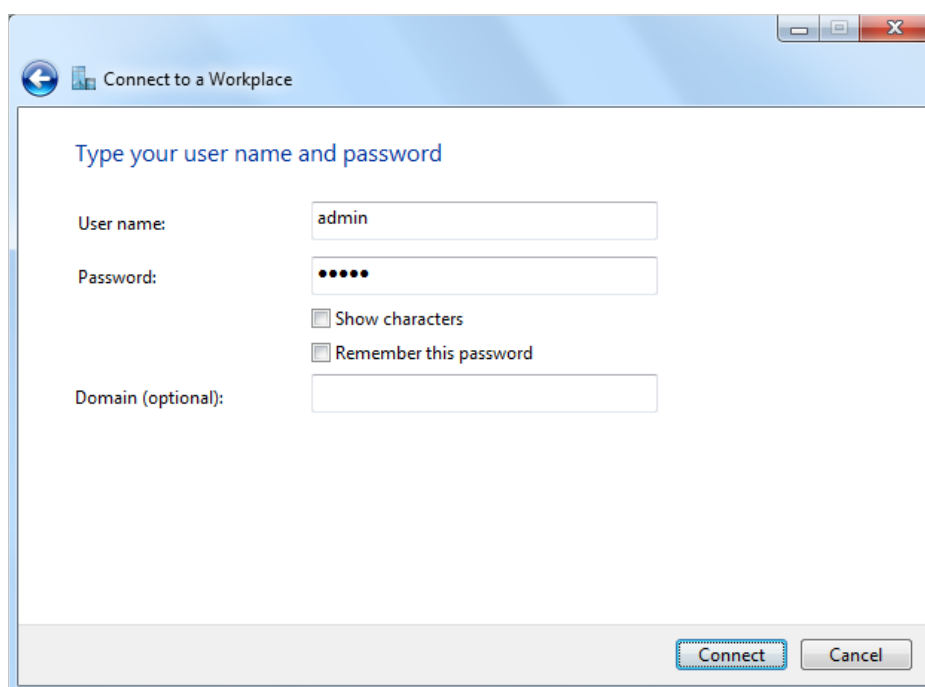 Connect to a Workplace
Type your user name and password
User name: admin
Password: •••••
Show characters
Remember this password
Domain (optional):
Connect Cancel